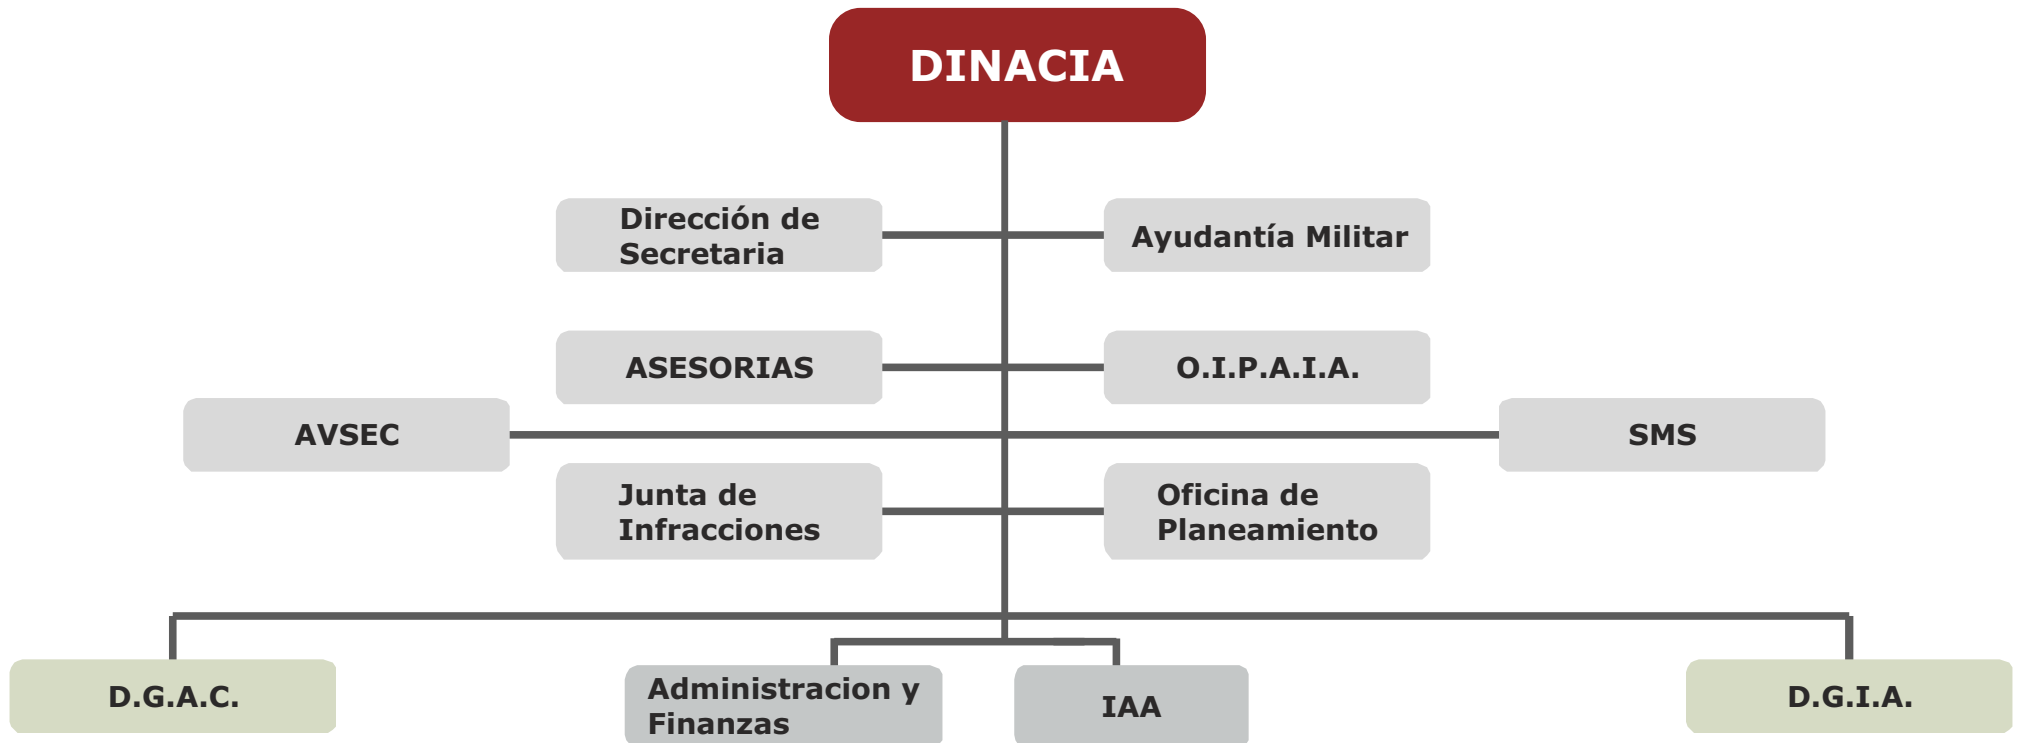 DINACIA
Dirección de
Secretaria
Ayudantía Militar
ASESORIAS
O.I.P.A.I.A.
AVSEC
SMS
Junta de
Infracciones
Oficina de
Planeamiento
D.G.A.C.
Administracion y
Finanzas
IAA
D.G.I.A.